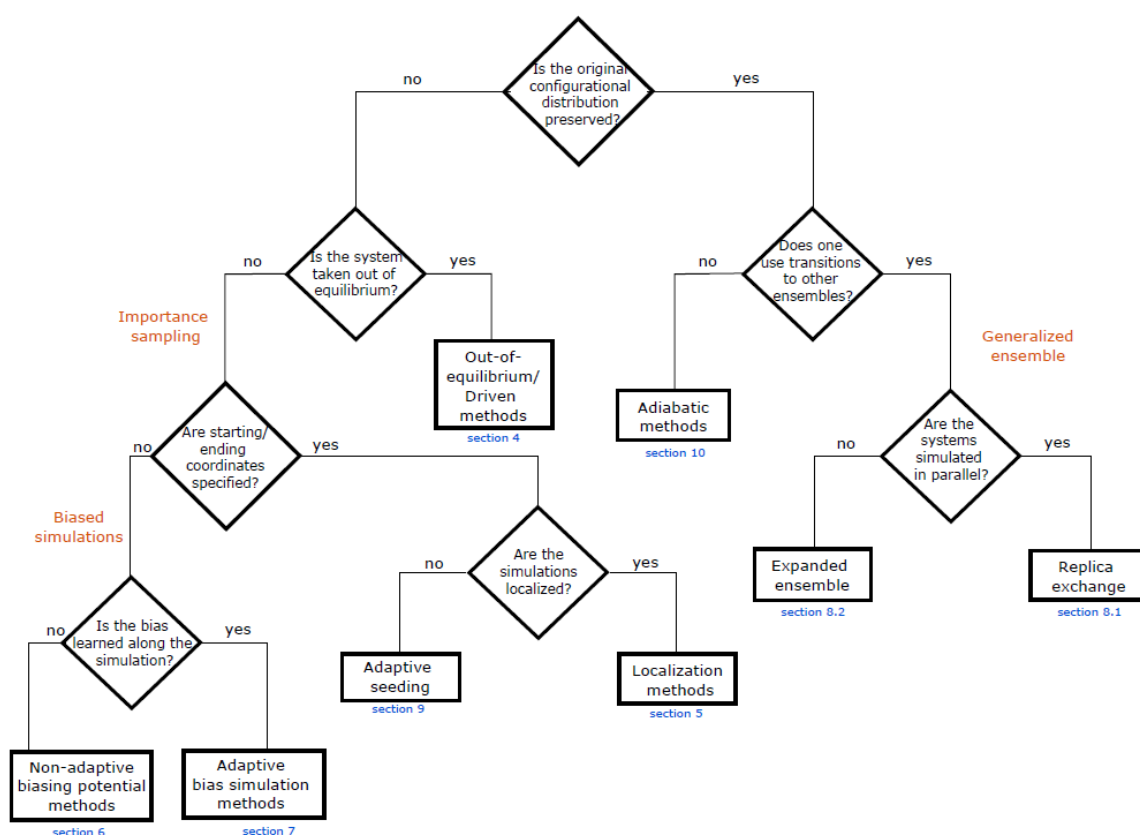 Is the original
configurational
distribution
preserved?
no
yes
Is the system
taken out of
equilibrium?
no
yes
Does one
use transitions
to other
ensembles?
no
yes
Importance
sampling
Generalized
ensemble
Out-of-
equilibrium/
Driven
methods
section 4
Adiabatic
methods
section 10
Are starting/
ending
coordinates
specified?
no
yes
Are the
systems
simulated
in parallel?
no
yes
Biased
simulations
Are the
simulations
localized?
no
yes
Expanded
ensemble
section 8.2
Replica
exchange
section 8.1
Is the bias
learned along the
simulation?
no
yes
Adaptive
seeding
section 9
Localization
methods
section 5
Non-adaptive
biasing potential
methods
section 6
Adaptive
bias simulation
methods
section 7